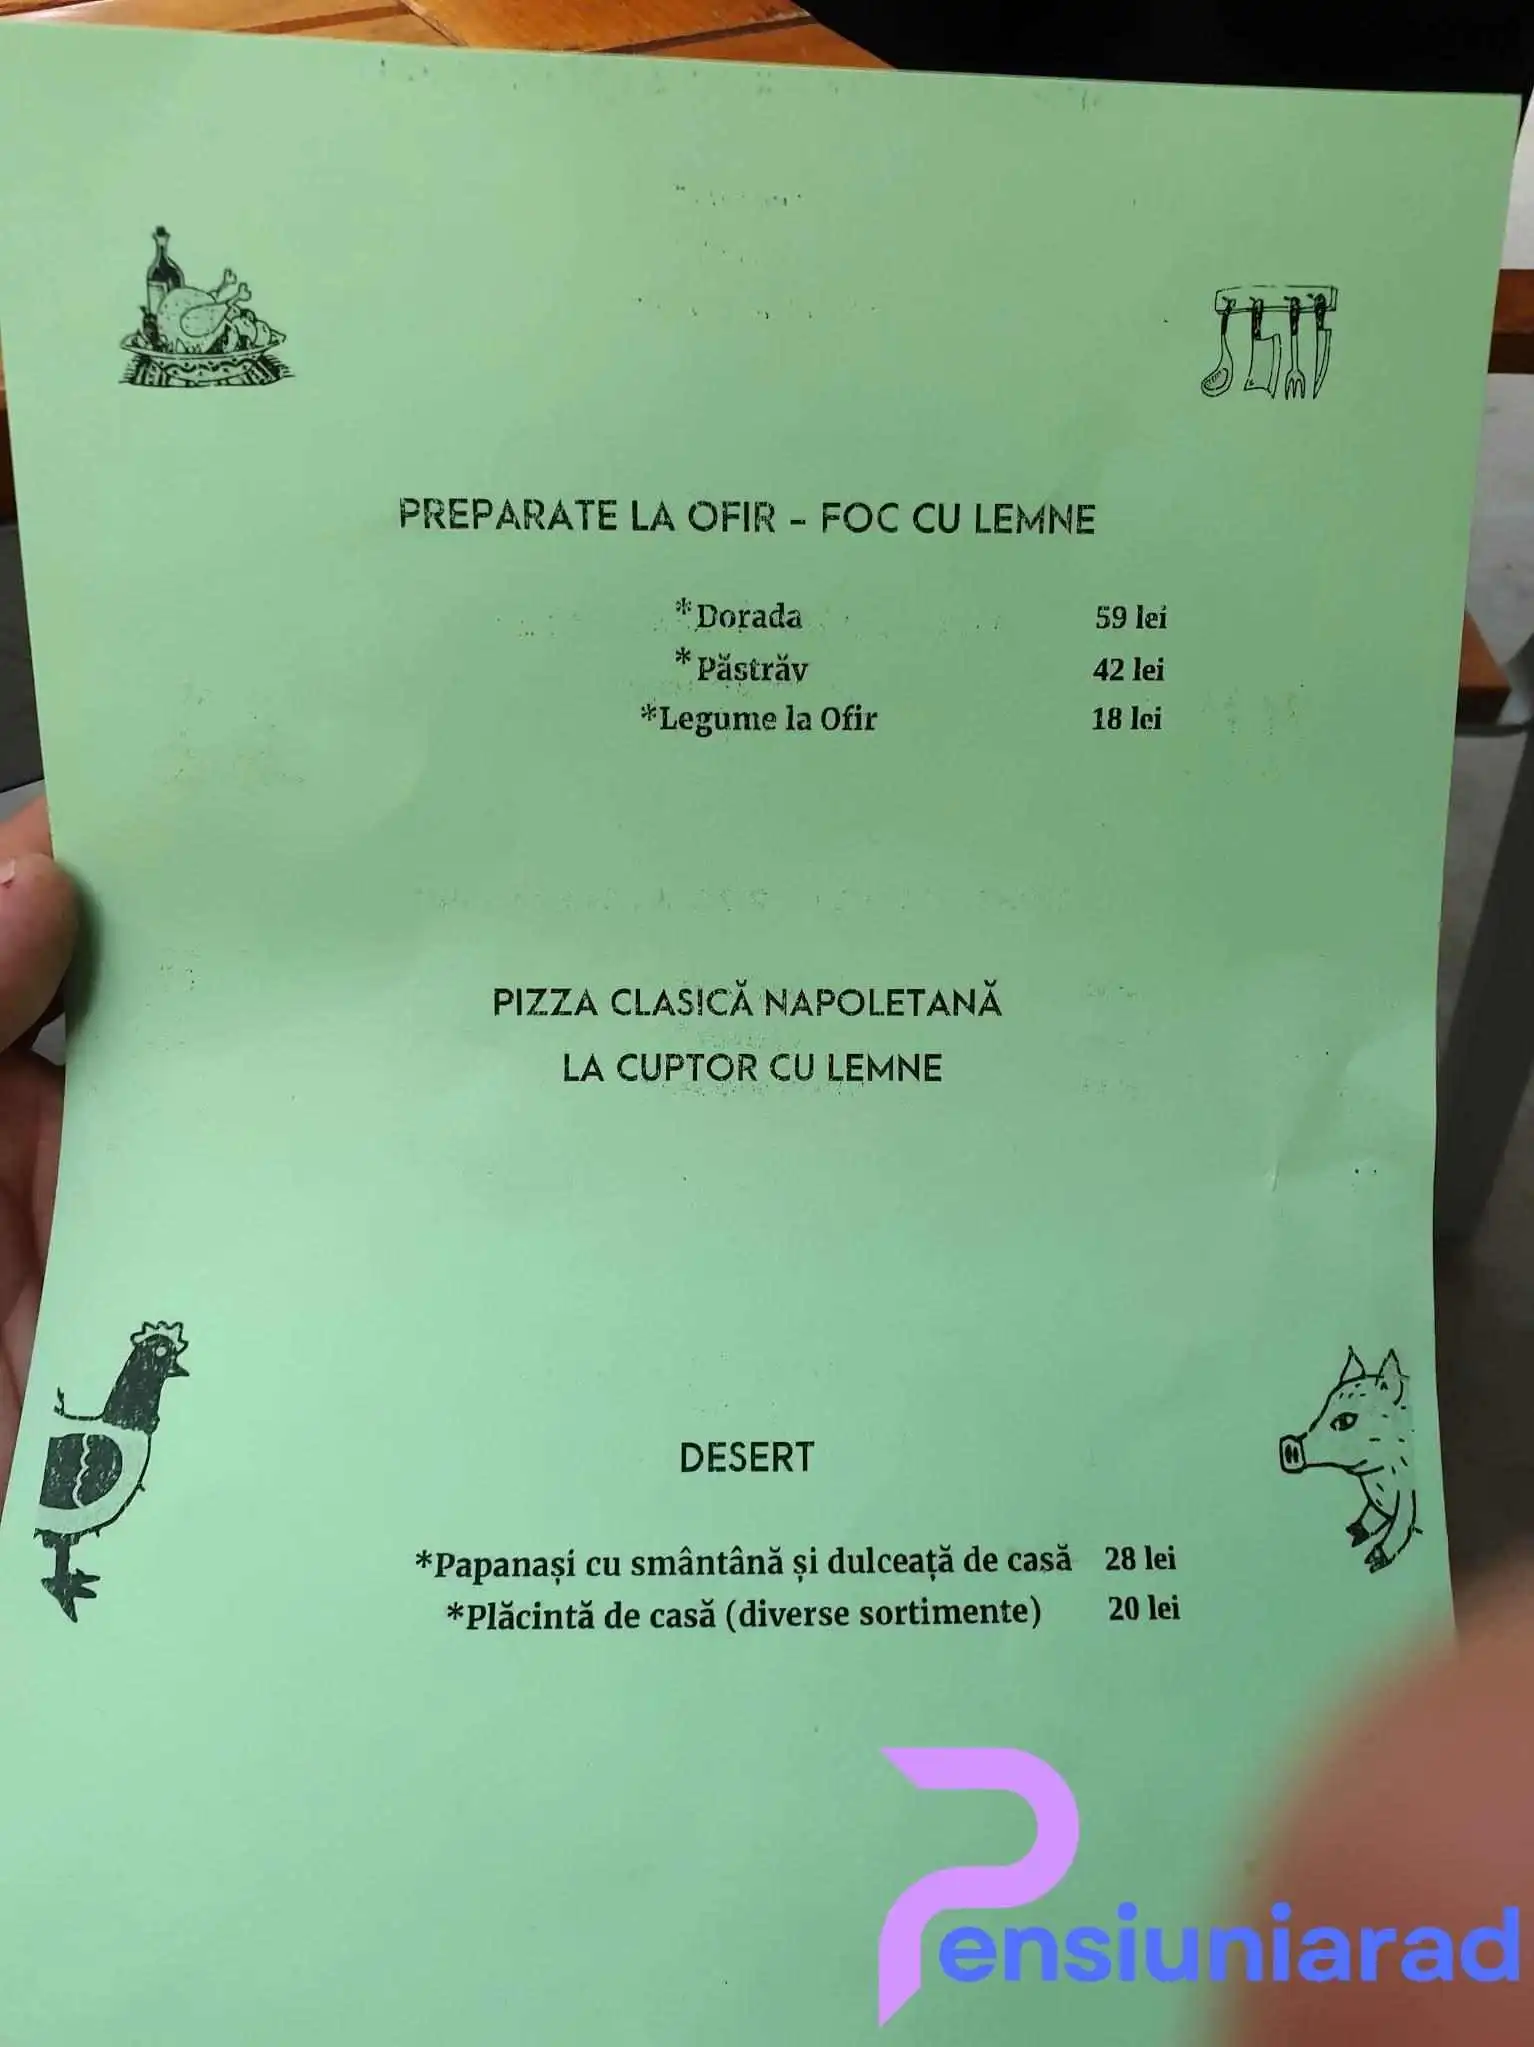 PREPARATE LA OFIR - FOC CU LEMNE
*Dorada 59 lei
*Păstrăv 42 lei
*Legume la Ofir 18 lei
PIZZA CLASICĂ NAPOLETANĂ
LA CUPTOR CU LEMNE
DESERT
*Papanași cu smântână și dulceață de casă 28 lei
*Plăcintă de casă (diverse sortimente) 20 lei
Pensiuniarad